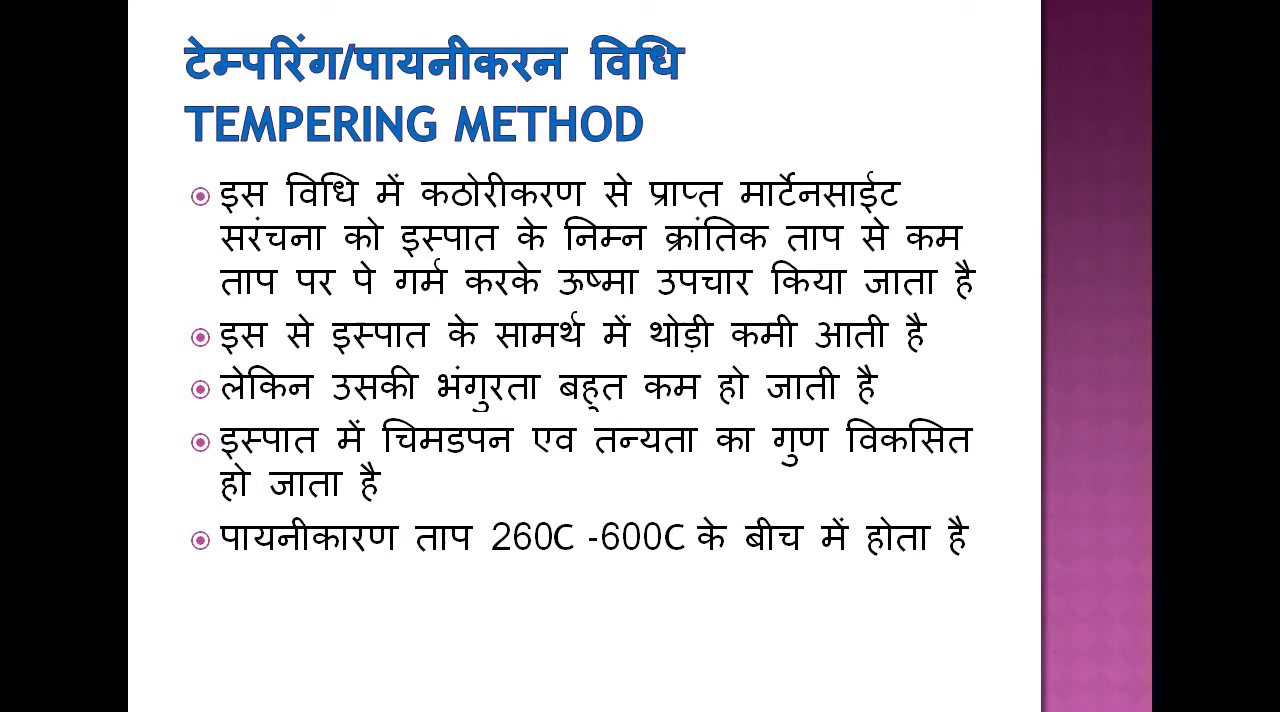 टेम्परिंग/पायनीकरन विधि
TEMPERING METHOD
इस विधि में कठोरीकरण से प्राप्त मार्टेनसाईट
सरंचना को इस्पात के निम्न क्रांतिक ताप से कम
ताप पर पे गर्म करके ऊष्मा उपचार किया जाता है
इस से इस्पात के सामर्थ में थोड़ी कमी आती है
लेकिन उसकी भंगुरता बहुत कम हो जाती है
इस्पात में चिमडपन एव तन्यता का गुण विकसित
हो जाता है
पायनीकारण ताप 260C -600C के बीच में होता है